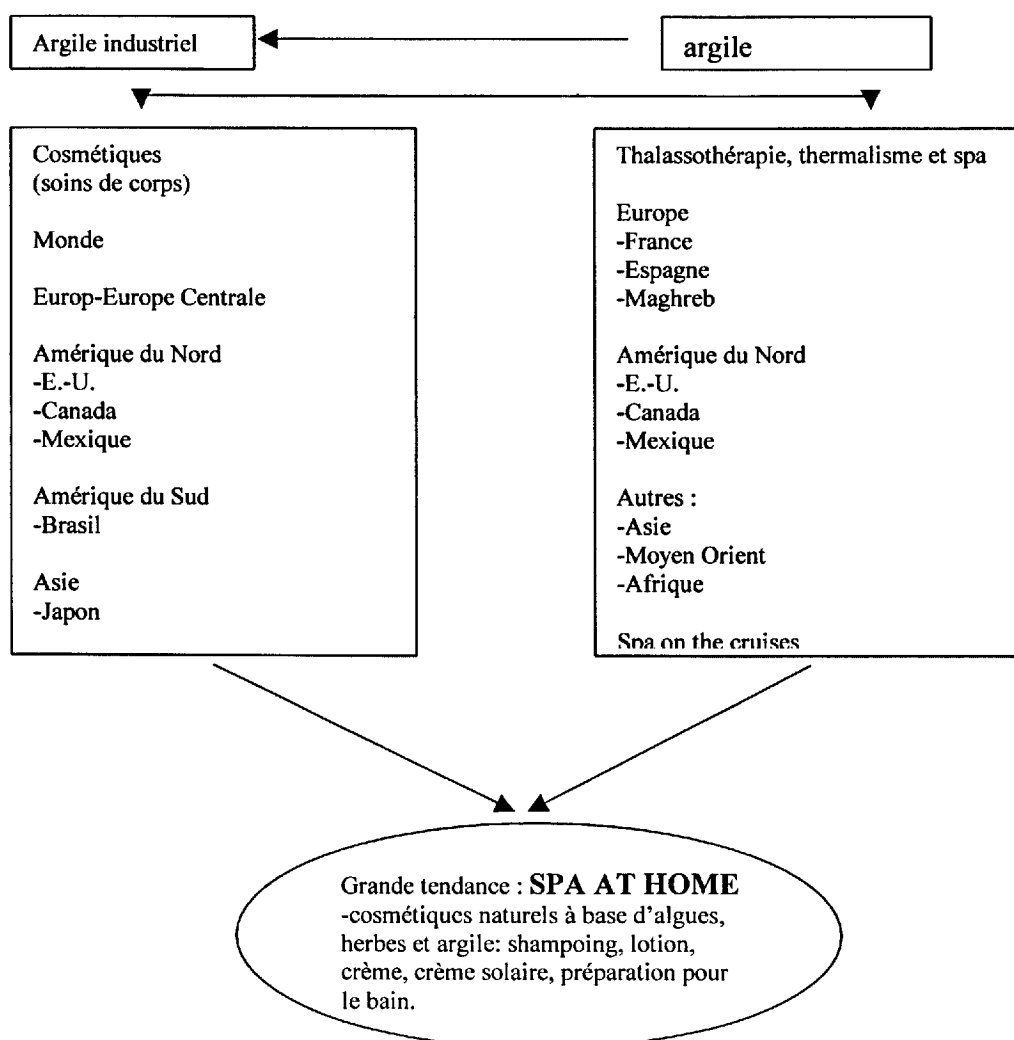 Argile industriel
argile
Cosmétiques
(soins de corps)
Monde
Europ-Europe Centrale
Amérique du Nord
-E.-U.
-Canada
-Mexique
Amérique du Sud
-Brasil
Asie
-Japon
Thalassothérapie, thermalisme et spa
Europe
-France
-Espagne
-Maghreb
Amérique du Nord
-E.-U.
-Canada
-Mexique
Autres :
-Asie
-Moyen Orient
-Afrique
Spa on the cruises
Grande tendance : SPA AT HOME
-cosmétiques naturels à base d'algues,
herbes et argile: shampoing, lotion,
crème, crème solaire, préparation pour
le bain.